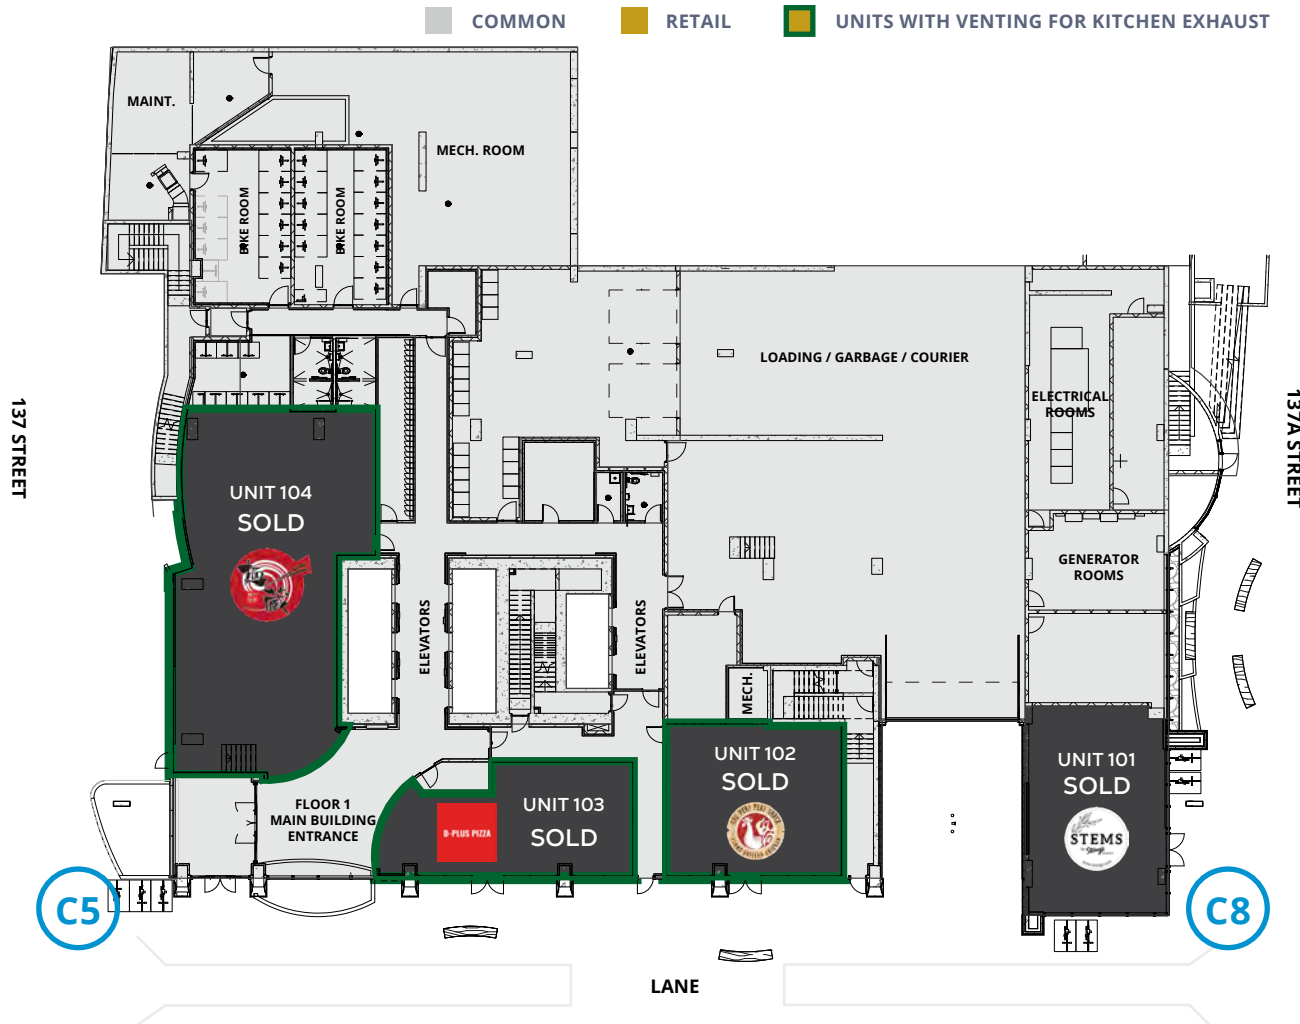 COMMON
RETAIL
UNITS WITH VENTING FOR KITCHEN EXHAUST
MAINT.
MECH. ROOM
BIKE ROOM
BIKE ROOM
LOADING / GARBAGE / COURIER
ELECTRICAL
ROOMS
137 STREET
137A STREET
UNIT 104
SOLD
GENERATOR
ROOMS
ELEVATORS
ELEVATORS
MECH.
UNIT 102
SOLD
UNIT 101
SOLD
STEMS
UNIT 103
SOLD
D-PLUS PIZZA
FLOOR 1
MAIN BUILDING
ENTRANCE
C5
C8
LANE